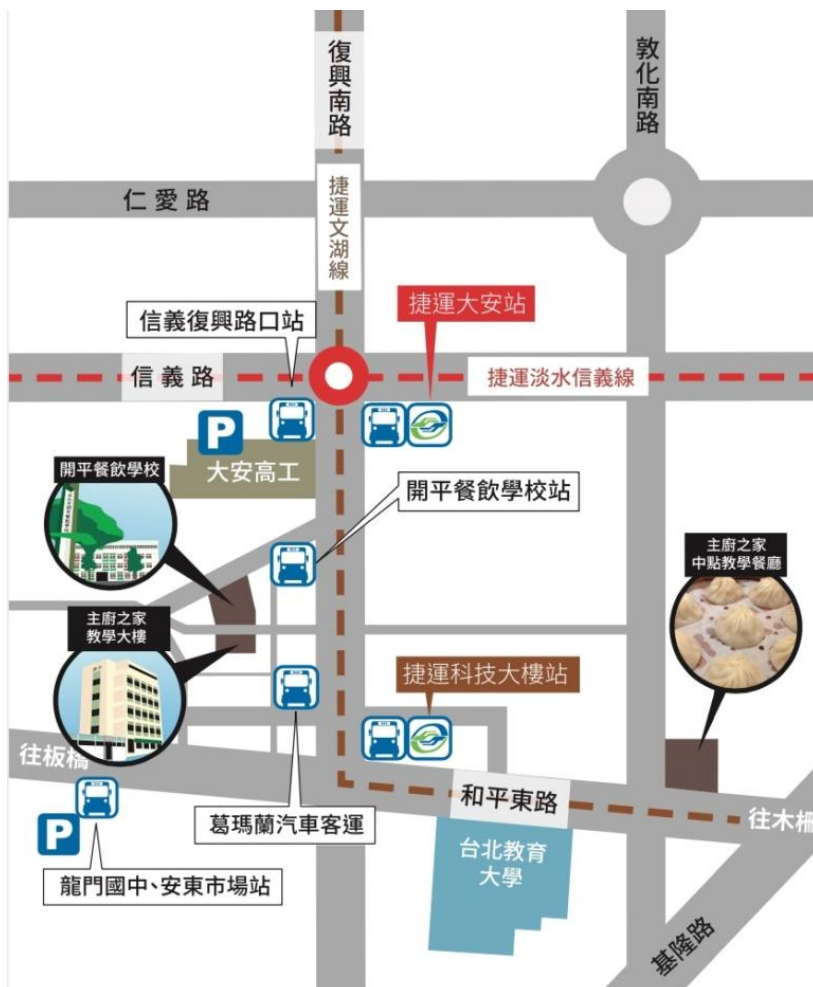 復興南路
敦化南路
仁愛路
捷運文湖線
信義復興路口站
捷運大安站
信義路
捷運淡水信義線
P
大安高工
開平餐飲學校
開平餐飲學校站
主廚之家
中點教學餐廳
主廚之家
教學大樓
捷運科技大樓站
往板橋
和平東路
往木柵
葛瑪蘭汽車客運
P
台北教育
大學
龍門國中、安東市場站
基隆路